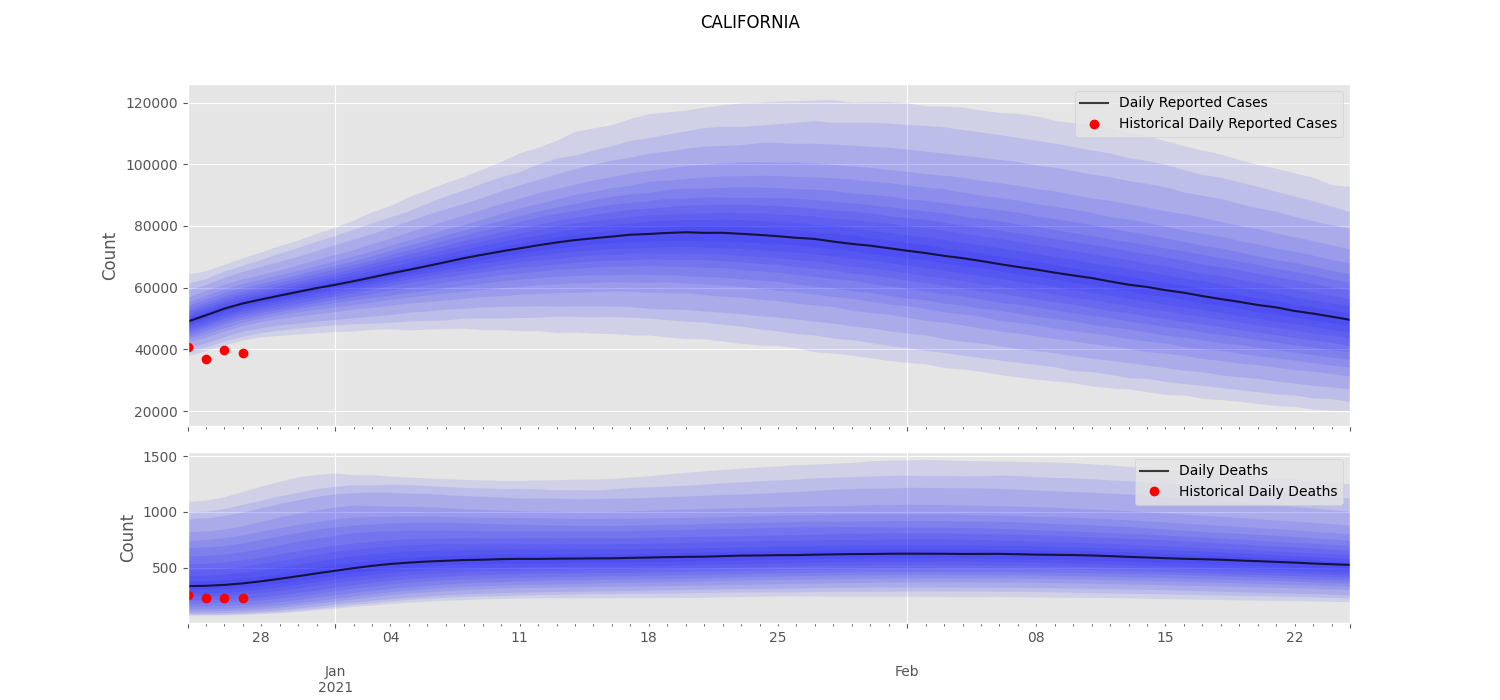 CALIFORNIA
120000
100000
80000
60000
40000
20000
Count
Daily Reported Cases
Historical Daily Reported Cases
1500
1000
500
Count
Daily Deaths
Historical Daily Deaths
28 04 11 18 25 08 15 22
Jan Feb
2021